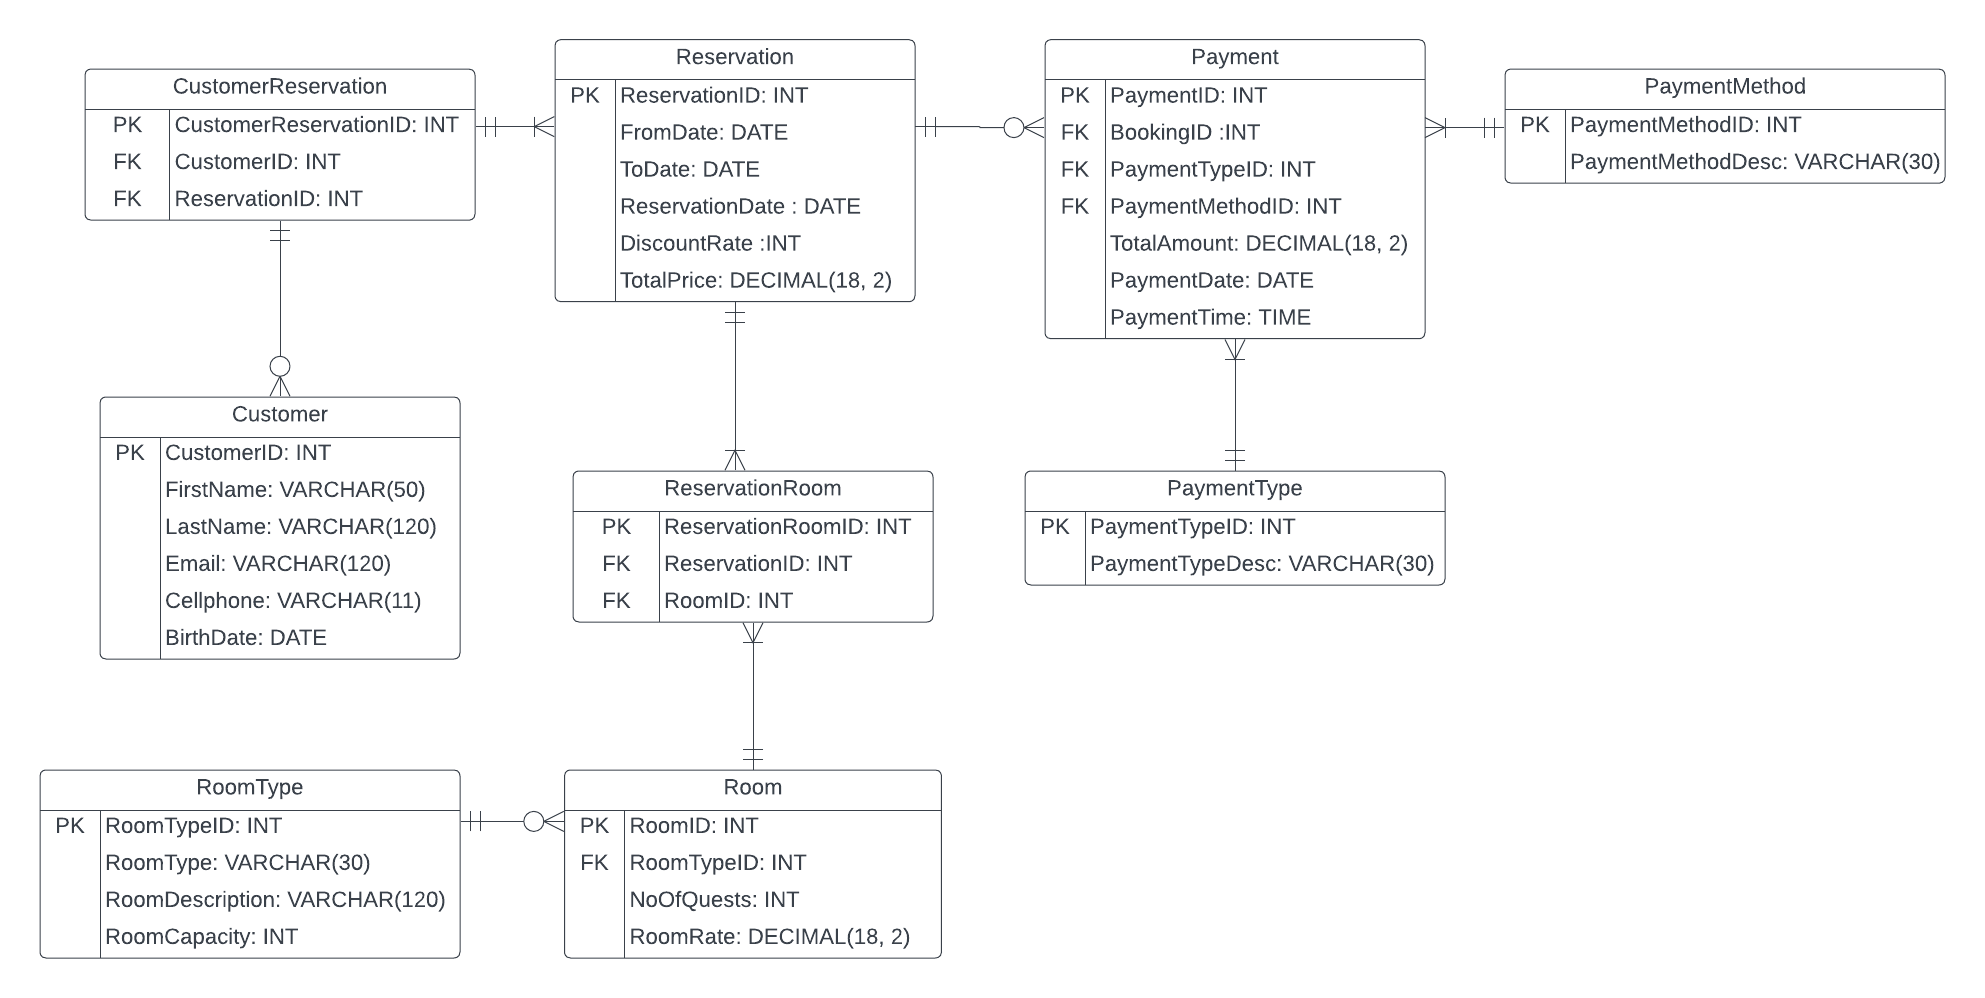 CustomerReservation
PK CustomerReservationID: INT
FK CustomerID: INT
FK ReservationID: INT
Reservation
PK ReservationID: INT
FromDate: DATE
ToDate: DATE
ReservationDate : DATE
DiscountRate :INT
TotalPrice: DECIMAL(18, 2)
Payment
PK PaymentID: INT
FK BookingID :INT
FK PaymentTypeID: INT
FK PaymentMethodID: INT
TotalAmount: DECIMAL(18, 2)
PaymentDate: DATE
PaymentTime: TIME
PaymentMethod
PK PaymentMethodID: INT
PaymentMethodDesc: VARCHAR(30)
Customer
PK CustomerID: INT
FirstName: VARCHAR(50)
LastName: VARCHAR(120)
Email: VARCHAR(120)
Cellphone: VARCHAR(11)
BirthDate: DATE
ReservationRoom
PK ReservationRoomID: INT
FK ReservationID: INT
FK RoomID: INT
PaymentType
PK PaymentTypeID: INT
PaymentTypeDesc: VARCHAR(30)
RoomType
PK RoomTypeID: INT
RoomType: VARCHAR(30)
RoomDescription: VARCHAR(120)
RoomCapacity: INT
Room
PK RoomID: INT
FK RoomTypeID: INT
NoOfQuests: INT
RoomRate: DECIMAL(18, 2)